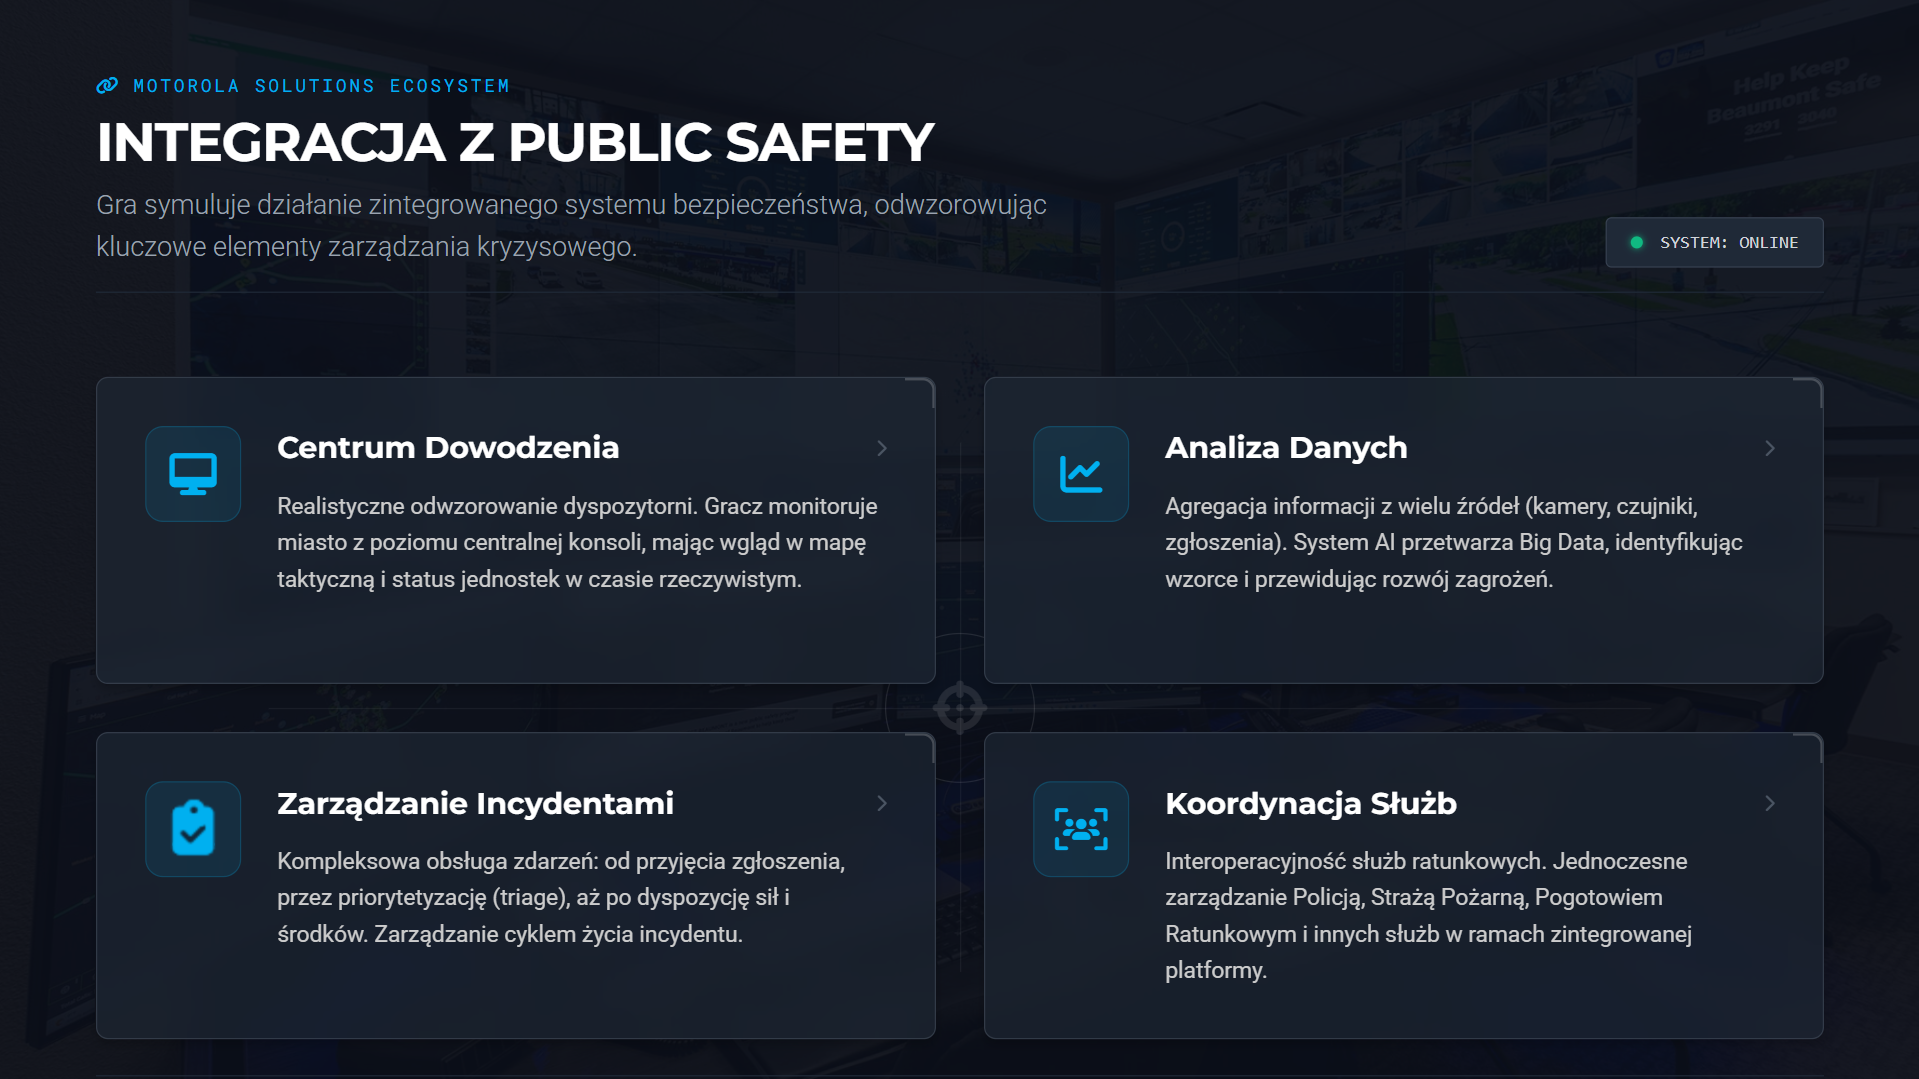 MOTOROLA SOLUTIONS ECOSYSTEM
INTEGRACJA Z PUBLIC SAFETY
Gra symuluje działanie zintegrowanego systemu bezpieczeństwa, odwzorowując
kluczowe elementy zarządzania kryzysowego.
SYSTEM: ONLINE
Help Keep
Beaumont Safe
Centrum Dowodzenia
Realistyczne odwzorowanie dyspozytorni. Gracz monitoruje
miasto z poziomu centralnej konsoli, mając wgląd w mapę
taktyczną i status jednostek w czasie rzeczywistym.
Analiza Danych
Agregacja informacji z wielu źródeł (kamery, czujniki,
zgłoszenia). System AI przetwarza Big Data, identyfikując
wzorce i przewidując rozwój zagrożeń.
Zarządzanie Incydentami
Kompleksowa obsługa zdarzeń: od przyjęcia zgłoszenia,
przez priorytetyzację (triage), aż po dyspozycję sił i
środków. Zarządzanie cyklem życia incydentu.
Koordynacja Służb
Interoperacyjność służb ratunkowych. Jednoczesne
zarządzanie Policją, Strażą Pożarną, Pogotowiem
Ratunkowym i innych służb w ramach zintegrowanej
platformy.